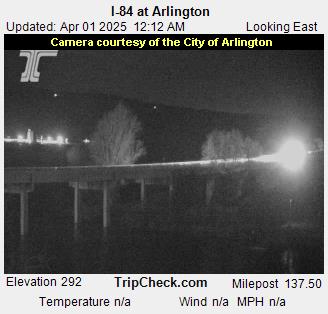 I-84 at Arlington
Updated: Apr 01 2025 12:12 AM Looking East
Camera courtesy of the City of Arlington
Elevation 292 TripCheck.com Milepost 137.50
Temperature n/a Wind n/a MPH n/a